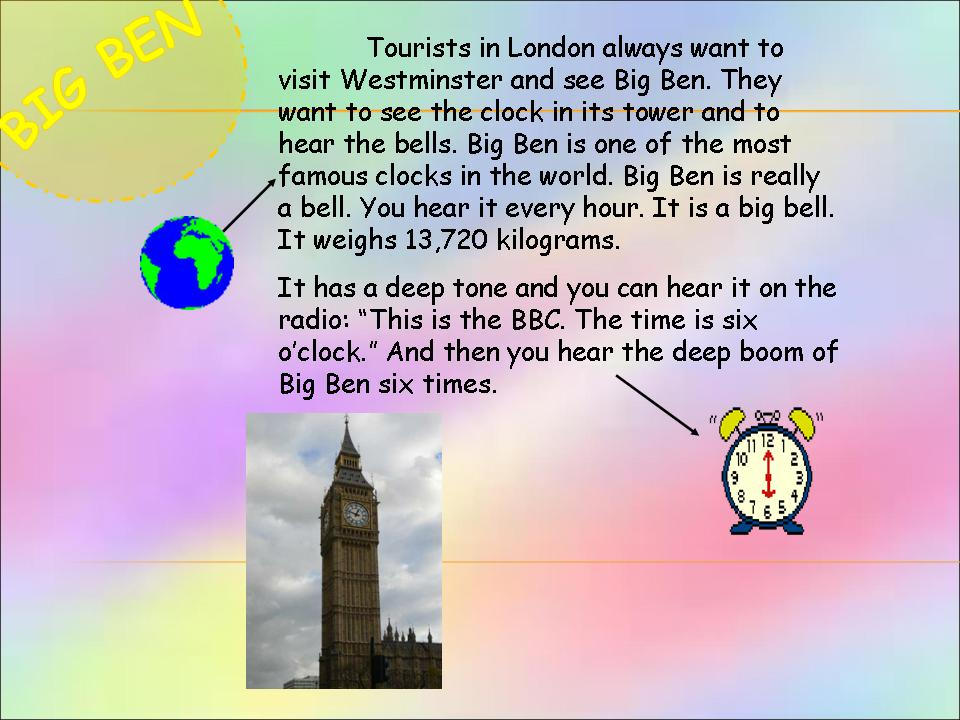 BIG BEN
Tourists in London always want to
visit Westminster and see Big Ben. They
want to see the clock in its tower and to
hear the bells. Big Ben is one of the most
famous clocks in the world. Big Ben is really
a bell. You hear it every hour. It is a big bell.
It weighs 13,720 kilograms.
It has a deep tone and you can hear it on the
radio: “This is the BBC. The time is six
o’clock.” And then you hear the deep boom of
Big Ben six times.
12
11 1
10 2
9 3
8 4
7 5
6